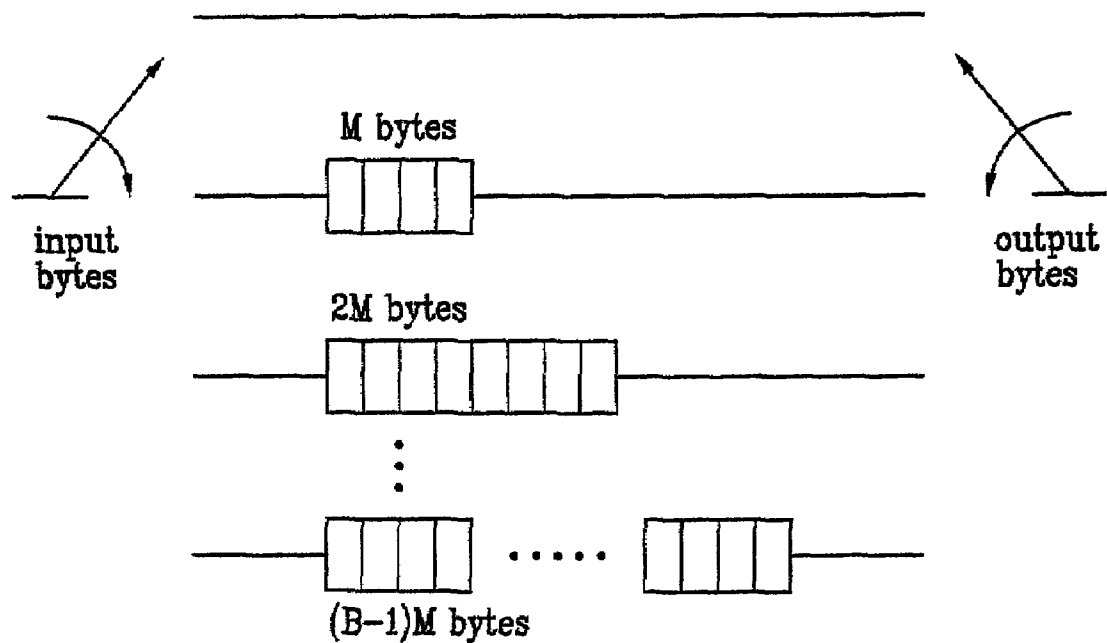 M bytes
input
bytes
output
bytes
2M bytes
(B-1)M bytes